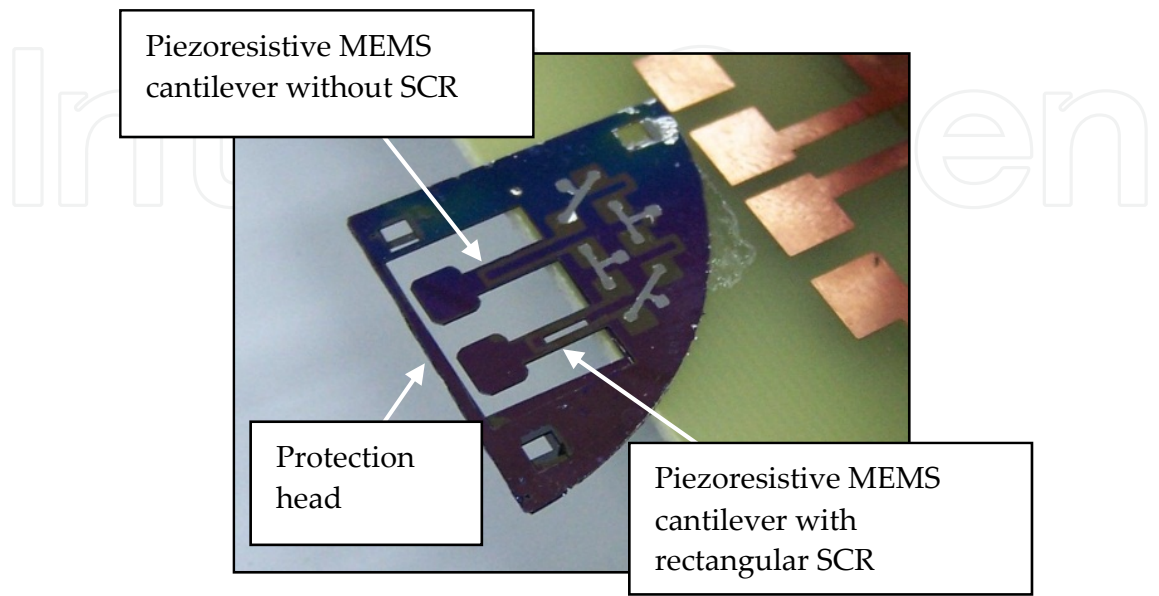 Piezoresistive MEMS
cantilever without SCR
Protection
head
Piezoresistive MEMS
cantilever with
rectangular SCR